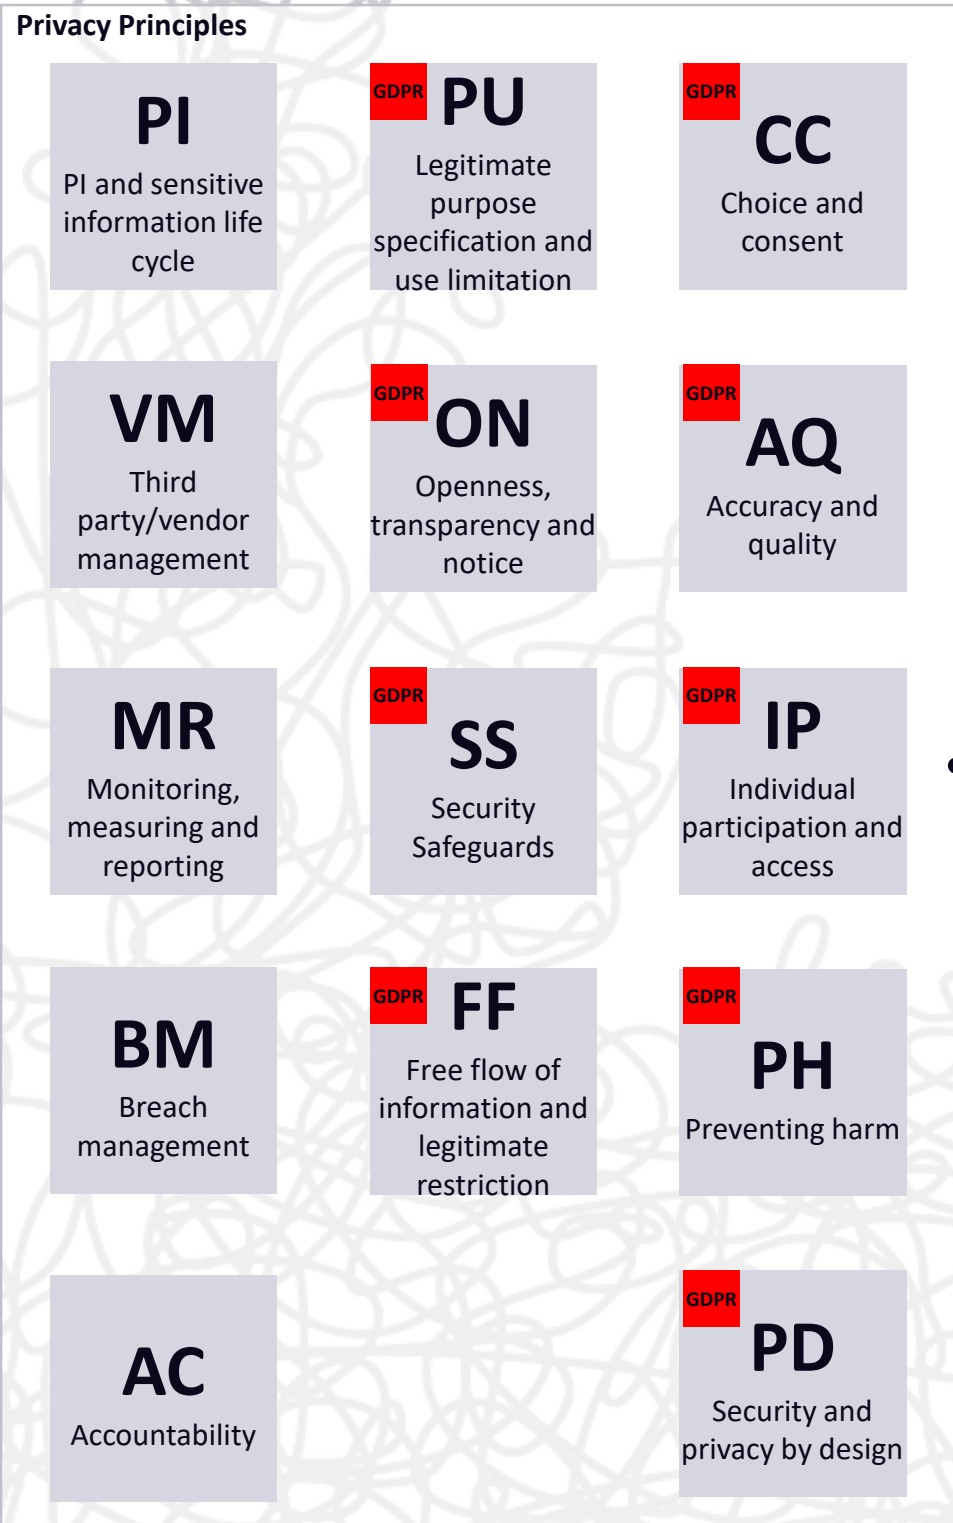 Privacy Principles
PI
PI and sensitive
information life
cycle
GDPR
PU
Legitimate
purpose
specification and
use limitation
GDPR
CC
Choice and
consent
VM
Third
party/vendor
management
GDPR
ON
Openness,
transparency and
notice
GDPR
AQ
Accuracy and
quality
MR
Monitoring,
measuring and
reporting
GDPR
SS
Security
Safeguards
GDPR
IP
Individual
participation and
access
BM
Breach
management
GDPR
FF
Free flow of
information and
legitimate
restriction
GDPR
PH
Preventing harm
AC
Accountability
GDPR
PD
Security and
privacy by design